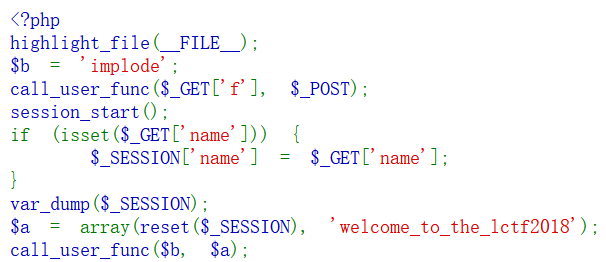 <?php
highlight_file(__FILE__);
$b = 'implode';
call_user_func($_GET['f'], $_POST);
session_start();
if (isset($_GET['name'])) {
$_SESSION['name'] = $_GET['name'];
}
var_dump($_SESSION);
$a = array(reset($_SESSION), 'welcome_to_the_lctf2018');
call_user_func($b, $a);